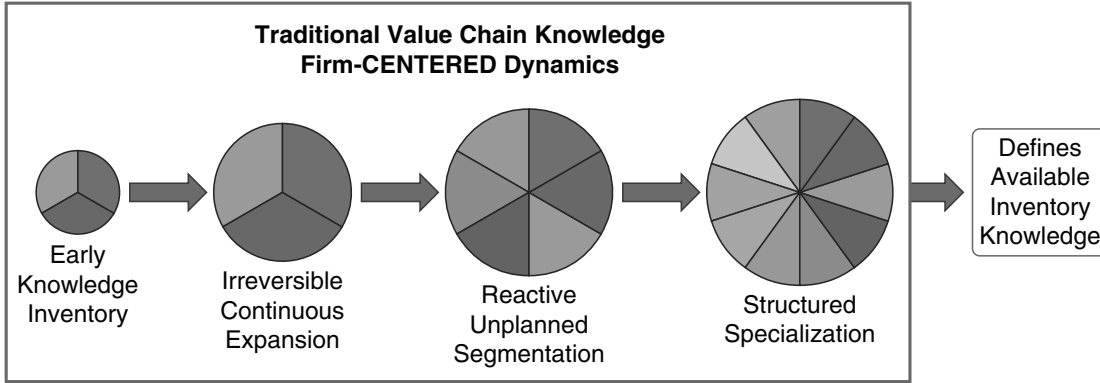 Traditional Value Chain Knowledge
Firm-CENTERED Dynamics
Early
Knowledge
Inventory
Irreversible
Continuous
Expansion
Reactive
Unplanned
Segmentation
Structured
Specialization
Defines
Available
Inventory
Knowledge